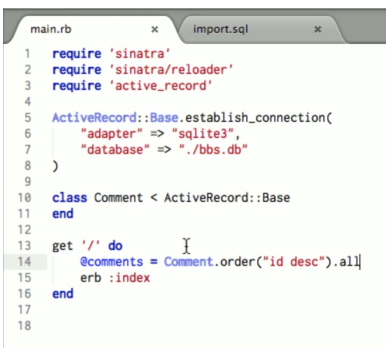 main.rb × import.sql ×
1 require 'sinatra'
2 require 'sinatra/reloader'
3 require 'active_record'
4
5 ActiveRecord::Base.establish_connection(
6     "adapter" => "sqlite3",
7     "database" => "./bbs.db"
8 )
9
10 class Comment < ActiveRecord::Base
11 end
12
13 get '/' do
14     @comments = Comment.order("id desc").all
15     erb :index
16 end
17
18